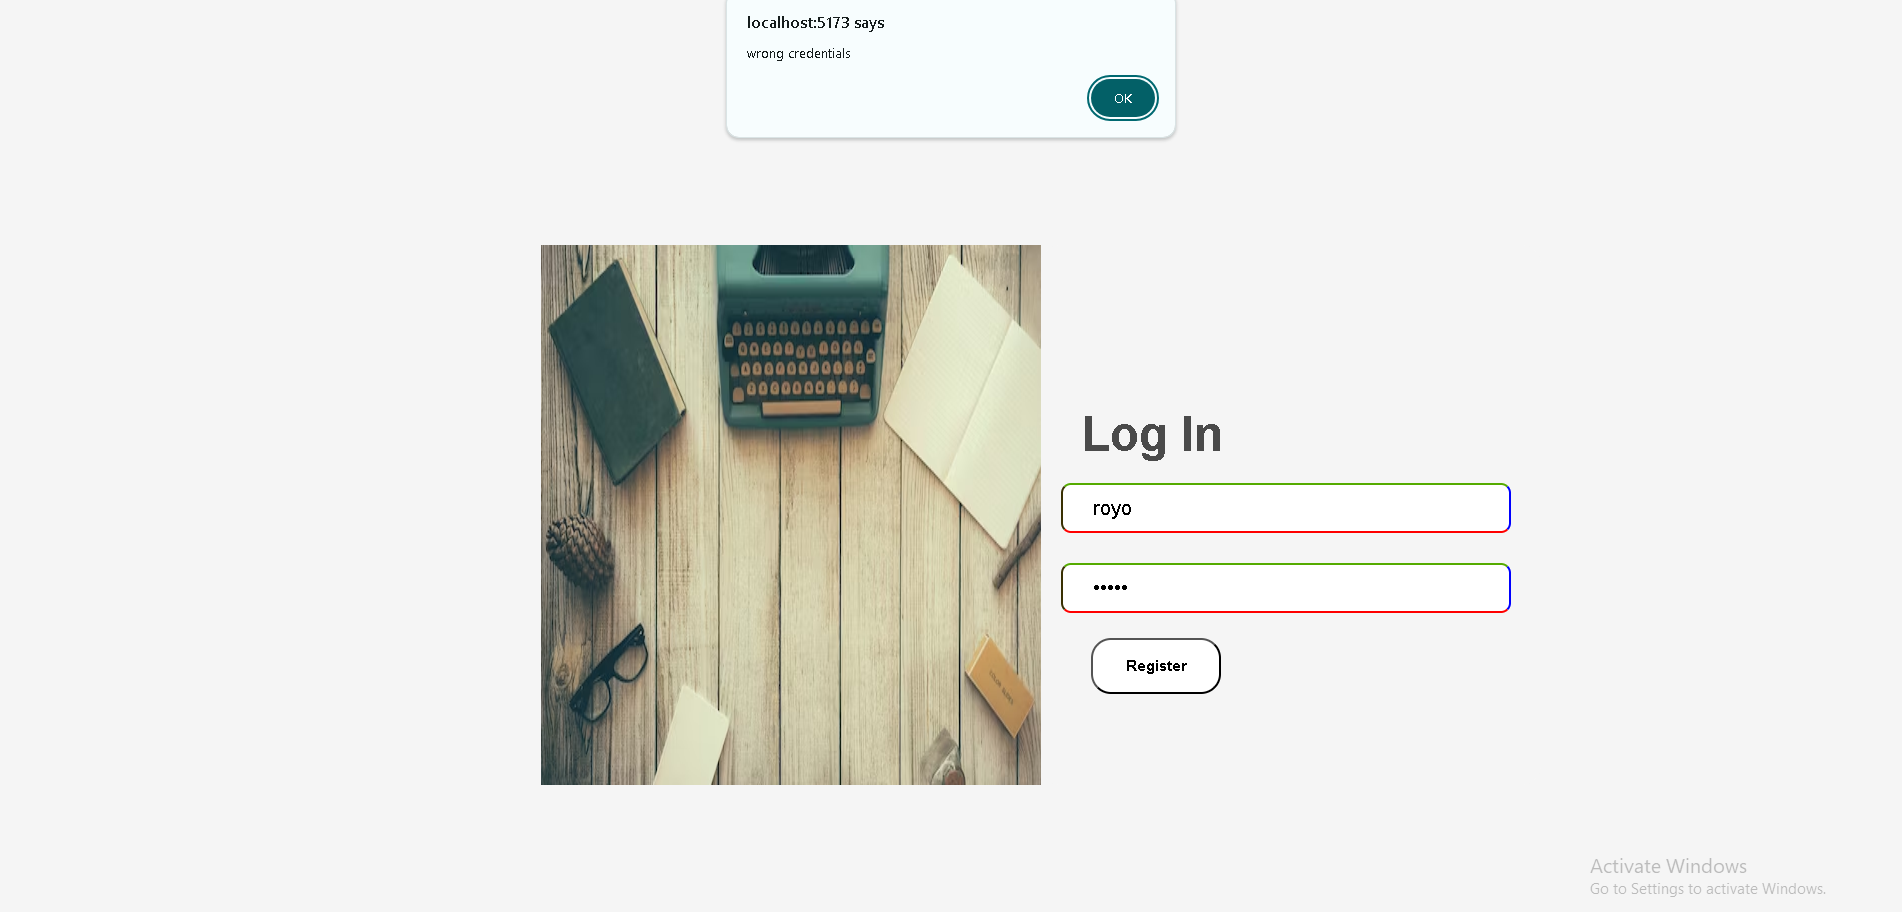 localhost:5173 says
wrong credentials
OK
Log In
royo
•••••
Register
Activate Windows
Go to Settings to activate Windows.